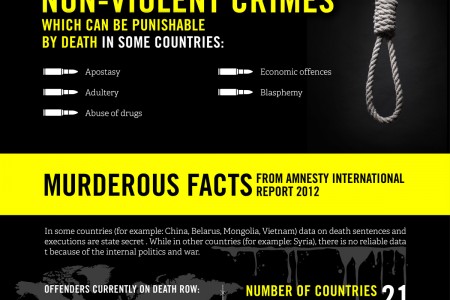 NON-VIOLENT CRIMES
WHICH CAN BE PUNISHABLE
BY DEATH IN SOME COUNTRIES:
Apostasy
Economic offences
Adultery
Blasphemy
Abuse of drugs
MURDEROUS FACTS FROM AMNESTY INTERNATIONAL
REPORT 2012
In some countries (for example: China, Belarus, Mongolia, Vietnam) data on death sentences and
executions are state secret . While in other countries (for example: Syria), there is no reliable data
t because of the internal politics and war.
OFFENDERS CURRENTLY ON DEATH ROW:
NUMBER OF COUNTRIES 21